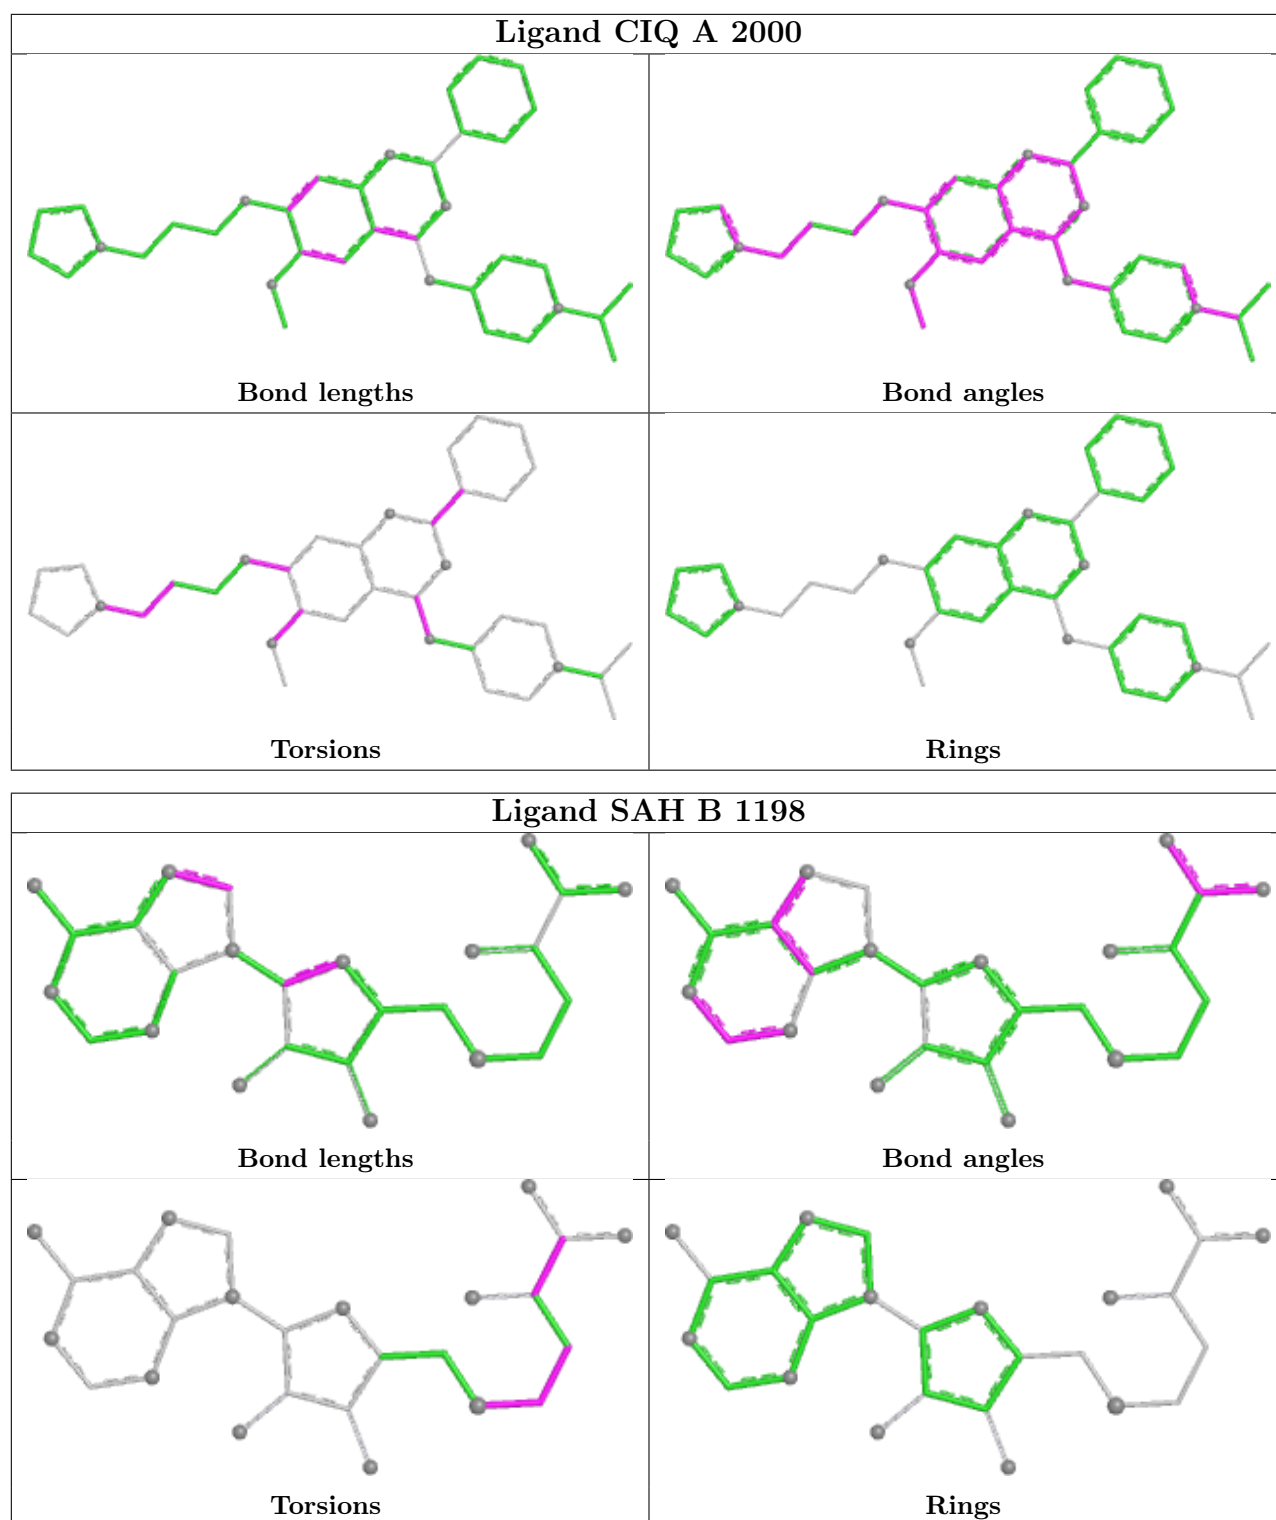 Ligand CIQ A 2000
Bond lengths
Bond angles
Torsions
Rings
Ligand SAH B 1198
Bond lengths
Bond angles
Torsions
Rings